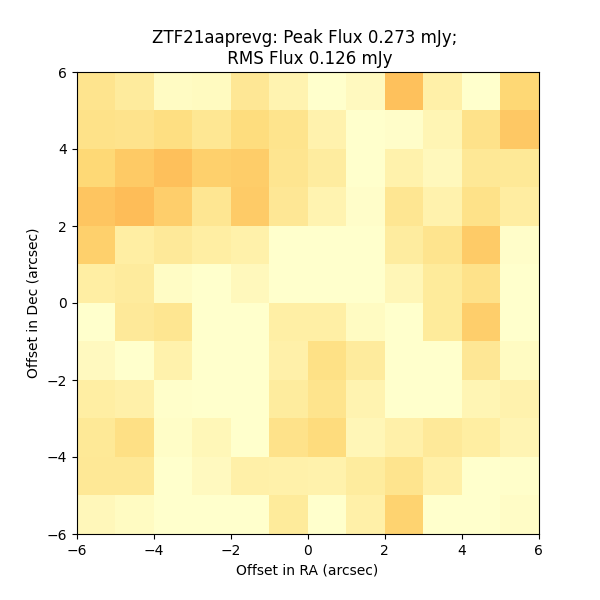 ZTF21aaprevg: Peak Flux 0.273 mJy;
RMS Flux 0.126 mJy
6
4
2
0
−2
−4
−6
Offset in Dec (arcsec)
−6 −4 −2 0 2 4 6
Offset in RA (arcsec)